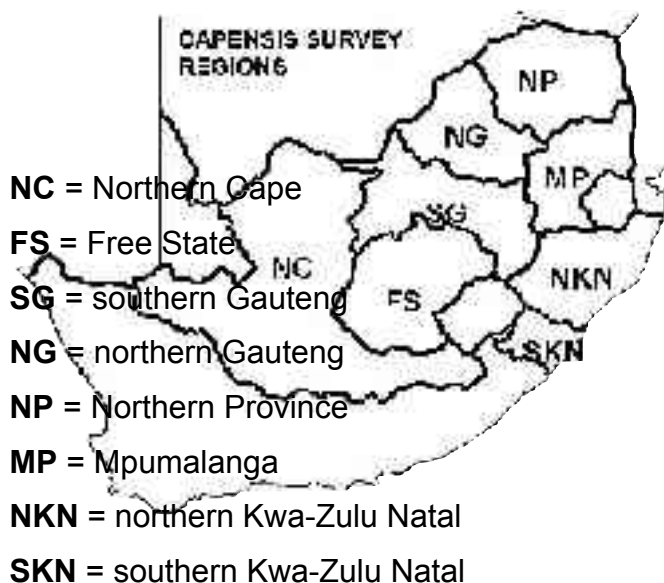 CAPENSIS SURVEY
REGIONS
NP
NG
MP
SG
NC
FS
NKN
SKN
NC = Northern Cape
FS = Free State
SG = southern Gauteng
NG = northern Gauteng
NP = Northern Province
MP = Mpumalanga
NKN = northern Kwa-Zulu Natal
SKN = southern Kwa-Zulu Natal